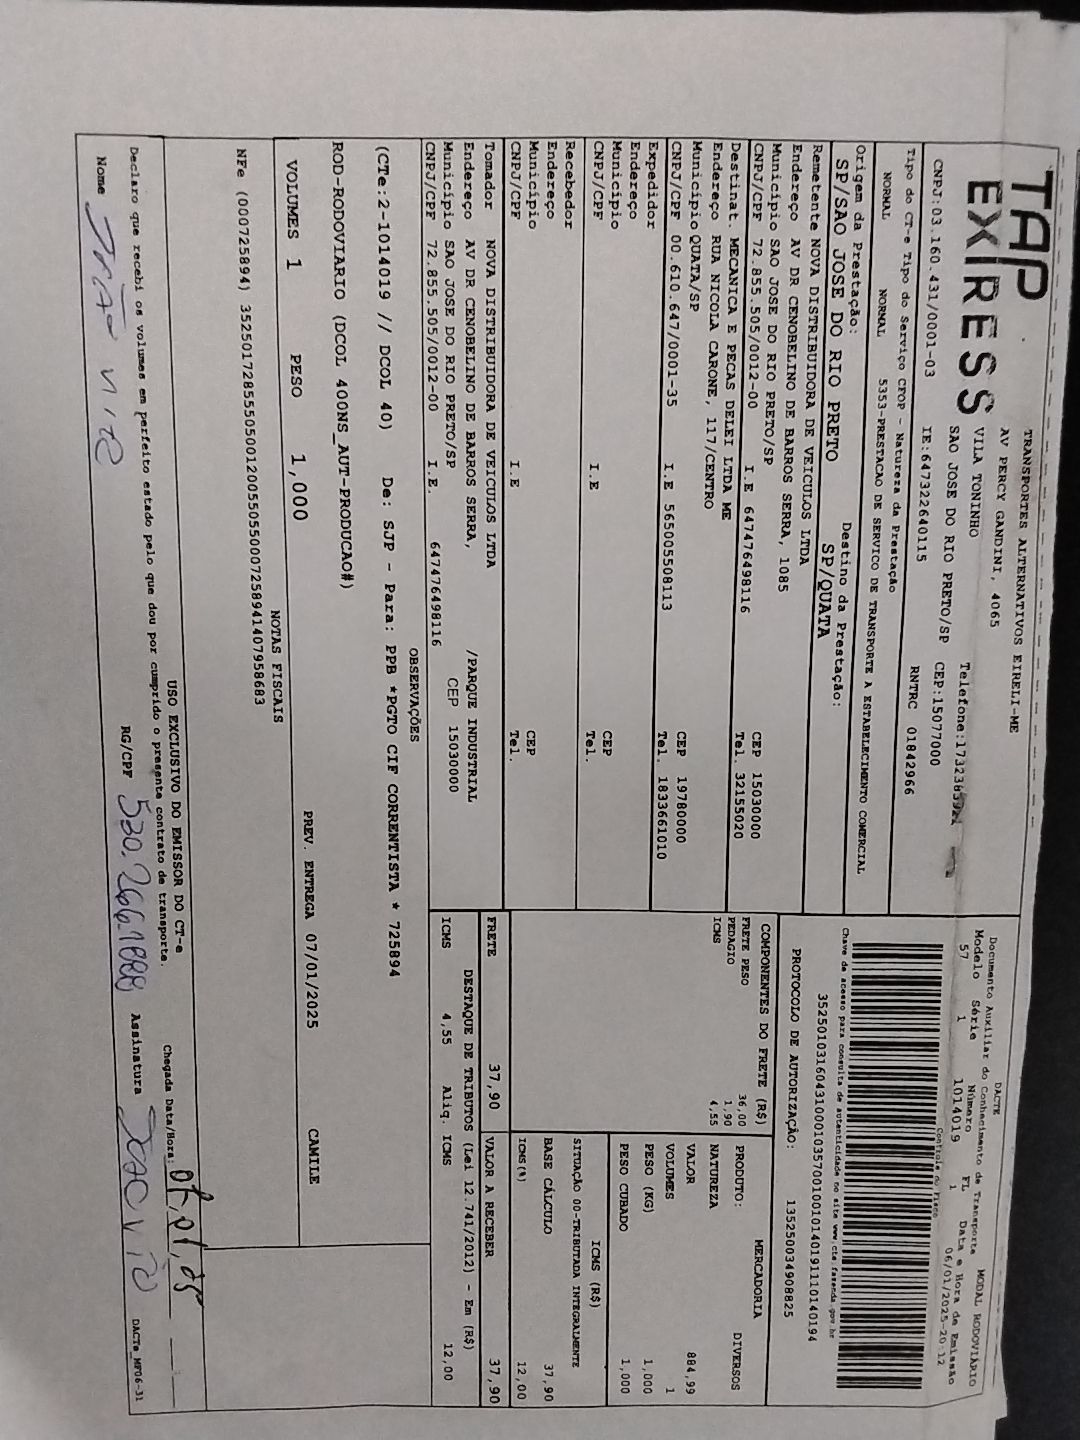 TAP EXPRESS
TRANSPORTES ALTERNATIVOS EIRELI-ME
AV PERCY GANDINI, 4065
VILA TONINHO
SAO JOSE DO RIO PRETO/SP
CEP:15077000
CNPJ:03.160.431/0001-03 IE:647322640115
RNTRC 01842966
DACTE MODAL RODOVIÁRIO
Documento Auxiliar do Conhecimento de Transporte
Modelo Série Número FL Data e Hora de Emissão
57 1 1014019 1 06/01/2025-20:12
Controle do Fisco
Chave de acesso para consulta de autenticidade no site www.cte.fazenda.gov.br
35250103160431000103570010010140191110140194
PROTOCOLO DE AUTORIZAÇÃO: 135250034908825
Tipo do CT-e Tipo do Serviço CFOP - Natureza da Prestação
NORMAL NORMAL 5353-PRESTACAO DE SERVICO DE TRANSPORTE A ESTABELECIMENTO COMERCIAL
Origem da Prestação: Destino da Prestação:
SP/SAO JOSE DO RIO PRETO SP/QUATA
Remetente NOVA DISTRIBUIDORA DE VEICULOS LTDA
Endereço AV DR CENOBELINO DE BARROS SERRA, 1085
Município SAO JOSE DO RIO PRETO/SP CEP 15030000
CNPJ/CPF 72.855.505/0012-00 I.E 647476498116 Tel. 32155020
Destinat. MECANICA E PECAS DELEI LTDA ME
Endereço RUA NICOLA CARONE, 117/CENTRO
Município QUATA/SP CEP 19780000
CNPJ/CPF 00.610.647/0001-35 I.E 565005508113 Tel. 1833661010
Expedidor
Endereço
Município CEP
CNPJ/CPF I.E Tel.
Recebedor
Endereço
Município CEP
CNPJ/CPF I.E Tel.
Tomador NOVA DISTRIBUIDORA DE VEICULOS LTDA
Endereço AV DR CENOBELINO DE BARROS SERRA, /PARQUE INDUSTRIAL
Município SAO JOSE DO RIO PRETO/SP CEP 15030000
CNPJ/CPF 72.855.505/0012-00 I.E. 647476498116
COMPONENTES DO FRETE (R$)
FRETE PESO 36,00
PEDAGIO 1,90
ICMS 4,55
MERCADORIA
PRODUTO: DIVERSOS
NATUREZA
VALOR 884,99
VOLUMES 1
PESO (KG) 1,000
PESO CUBADO 1,000
ICMS (R$)
SITUAÇÃO 00-TRIBUTADA INTEGRALMENTE
BASE CÁLCULO 37,90
ICMS(%) 12,00
FRETE 37,90 VALOR A RECEBER 37,90
DESTAQUE DE TRIBUTOS (Lei 12.741/2012) - Em (R$)
ICMS 4,55 Aliq. ICMS 12,00
OBSERVAÇÕES
(CTe:2-1014019 // DCOL 40) De: SJP - Para: PPB *PGTO CIF CORRENTISTA * 725894
ROD-RODOVIARIO (DCOL 400NS_AUT-PRODUCAO#)
VOLUMES 1 PESO 1,000 PREV. ENTREGA 07/01/2025 CAMILE
NOTAS FISCAIS
NFe (000725894) 35250172855505001200550550007258941407958683
USO EXCLUSIVO DO EMISSOR DO CT-e
Chegada Data/Hora:
Declaro que recebi os volumes em perfeito estado pelo que dou por cumprido o presente contrato de transporte.
Nome RG/CPF Assinatura
DACTe_MF06-31